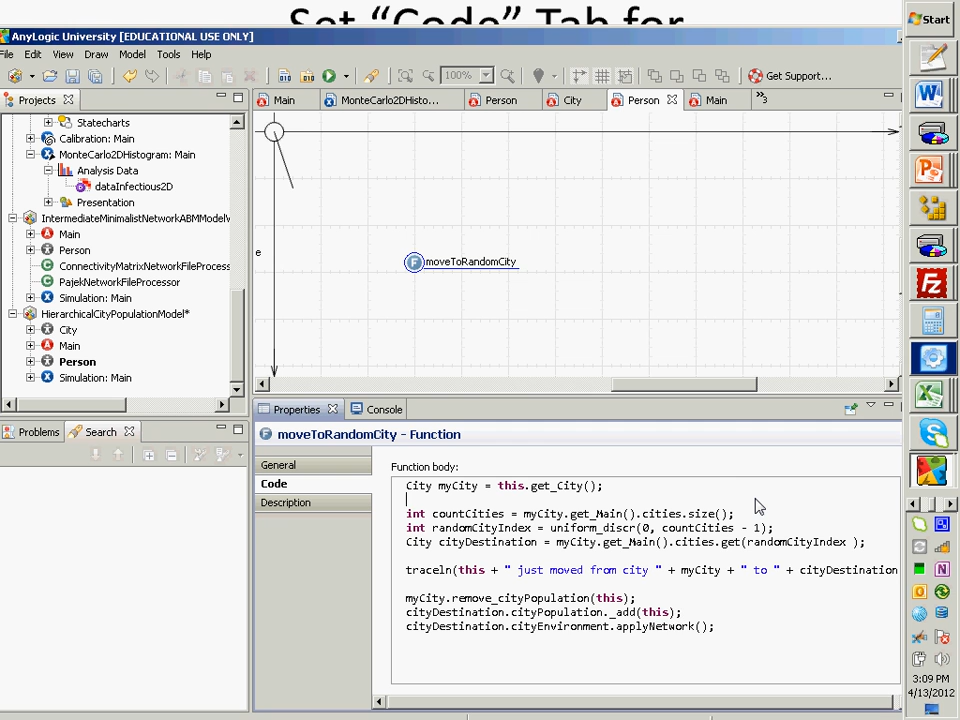 Set “Code” Tab for
AnyLogic University [EDUCATIONAL USE ONLY]
File Edit View Draw Model Tools Help
100% Get Support...
Projects
Main MonteCarlo2DHisto... Person City Person Main »3
Statecharts
Calibration: Main
MonteCarlo2DHistogram: Main
Analysis Data
dataInfectious2D
Presentation
IntermediateMinimalistNetworkABMModelV
Main
Person
ConnectivityMatrixNetworkFileProcess
PajekNetworkFileProcessor
Simulation: Main
HierarchicalCityPopulationModel*
City
Main
Person
Simulation: Main
e
moveToRandomCity
Problems Search
Properties Console
moveToRandomCity - Function
General
Code
Description
Function body:
City myCity = this.get_City();
int countCities = myCity.get_Main().cities.size();
int randomCityIndex = uniform_discr(0, countCities - 1);
City cityDestination = myCity.get_Main().cities.get(randomCityIndex );
traceln(this + " just moved from city " + myCity + " to " + cityDestination
myCity.remove_cityPopulation(this);
cityDestination.cityPopulation._add(this);
cityDestination.cityEnvironment.applyNetwork();
Start
3:09 PM
4/13/2012